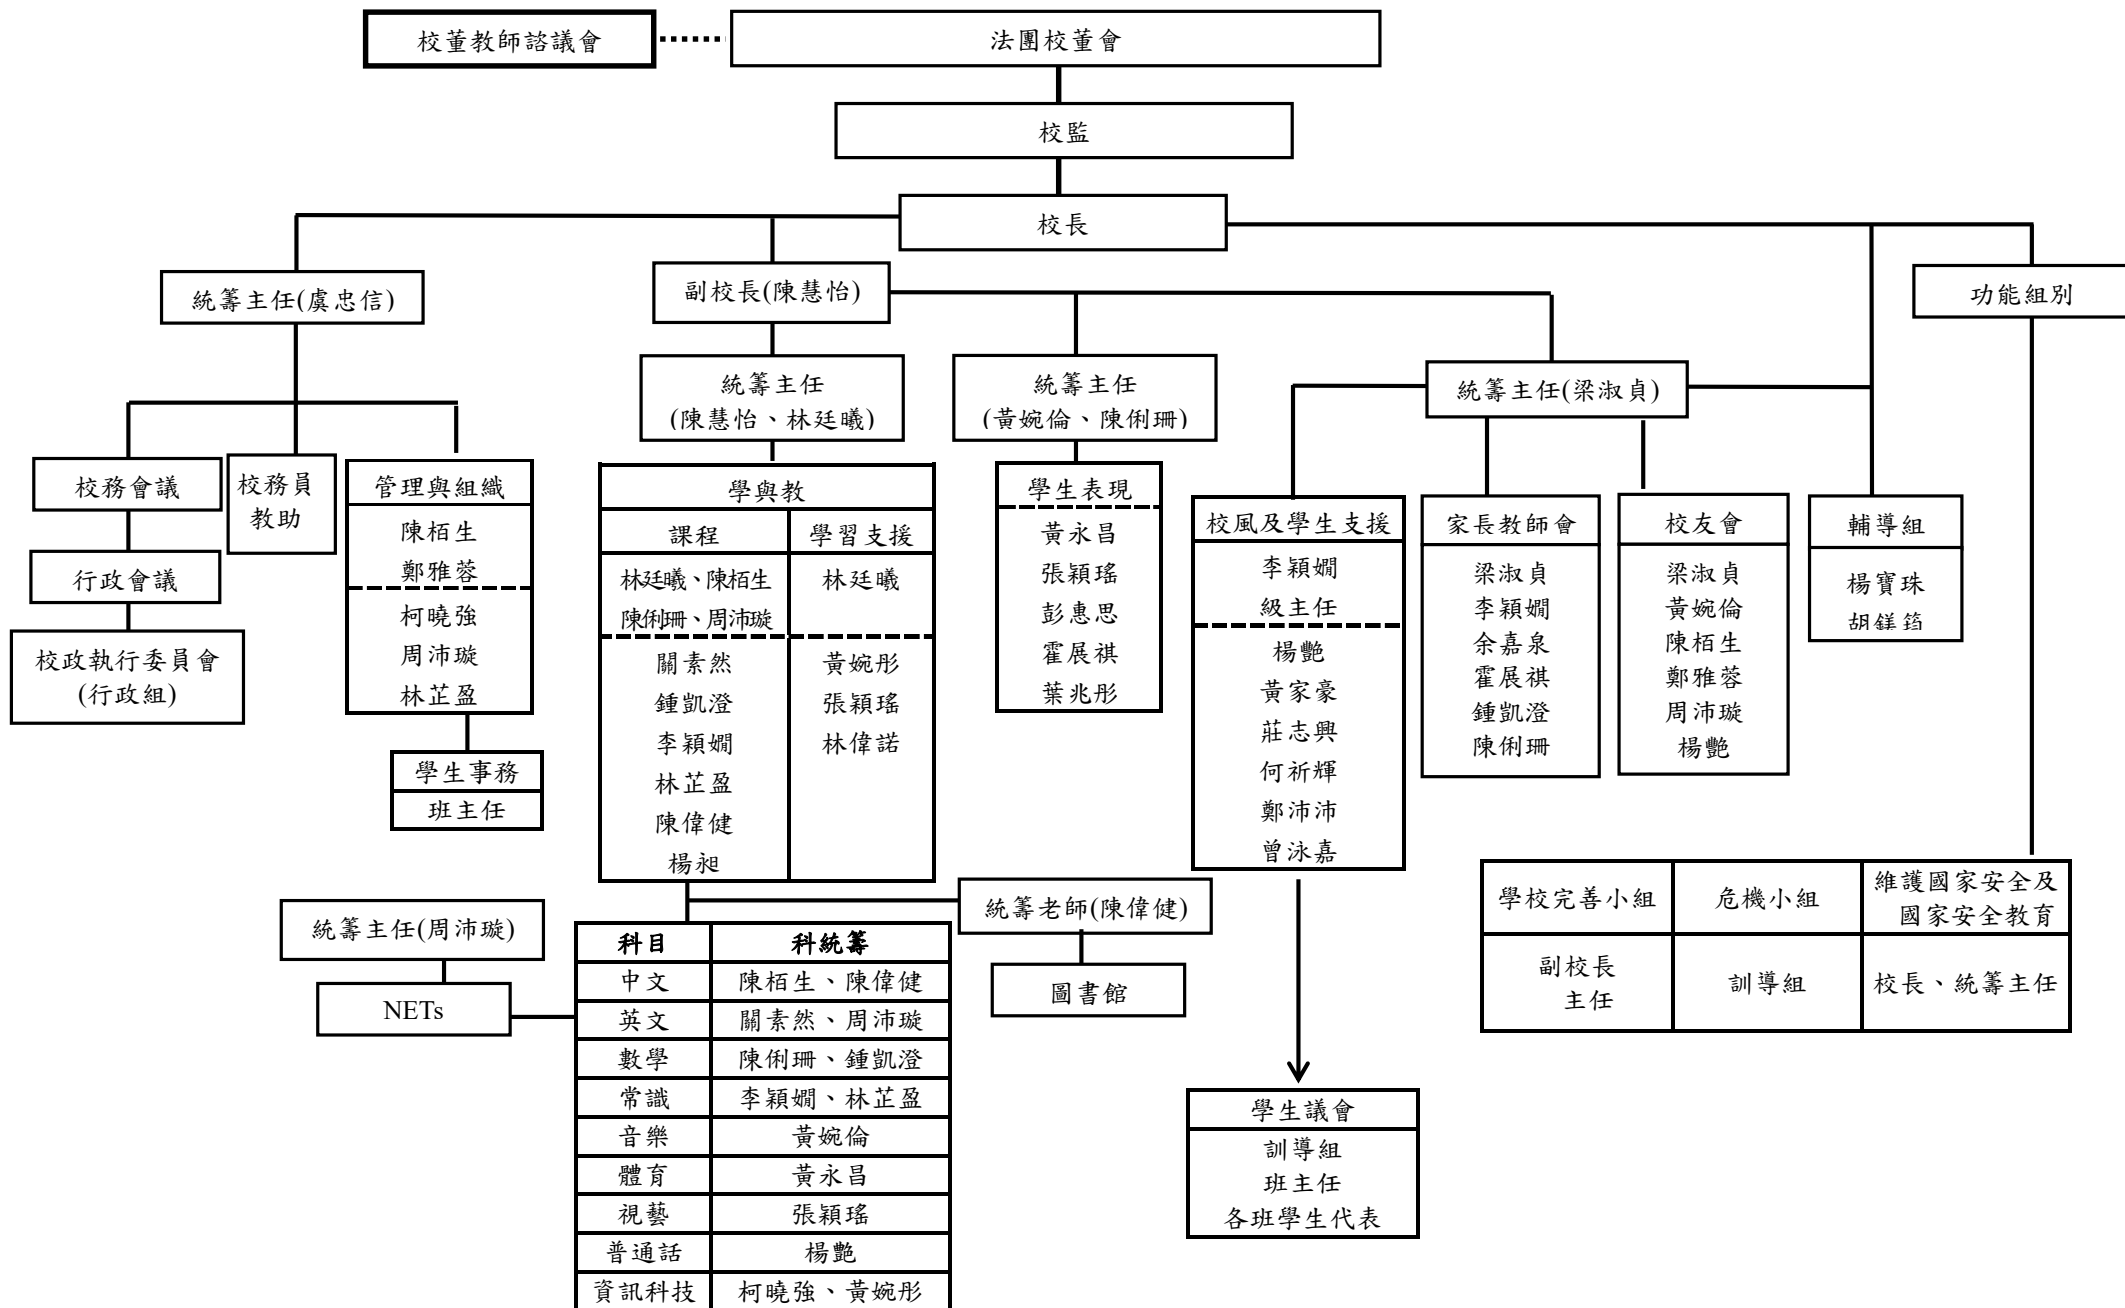 校董教師諮議會
法團校董會
校監
校長
統籌主任(虞忠信)
副校長(陳慧怡)
功能組別
統籌主任
(陳慧怡、林廷曦)
統籌主任
(黃婉倫、陳俐珊)
統籌主任(梁淑貞)
校務會議
行政會議
校政執行委員會
(行政組)
校務員
教助
管理與組織
陳栢生
鄭雅蓉
柯曉強
周沛璇
林芷盈
學生事務
班主任
學與教
課程
林廷曦、陳栢生
陳俐珊、周沛璇
關素然
鍾凱澄
李穎嫺
林芷盈
陳偉健
楊昶
學習支援
林廷曦
黃婉彤
張穎瑤
林偉諾
學生表現
黃永昌
張穎瑤
彭惠思
霍展祺
葉兆彤
校風及學生支援
李穎嫺
級主任
楊艷
黃家豪
莊志興
何祈輝
鄭沛沛
曾泳嘉
家長教師會
梁淑貞
李穎嫺
余嘉泉
霍展祺
鍾凱澄
陳俐珊
校友會
梁淑貞
黃婉倫
陳栢生
鄭雅蓉
周沛璇
楊艷
輔導組
楊寶珠
胡鎂筠
統籌主任(周沛璇)
NETs
統籌老師(陳偉健)
圖書館
科目 科統籌
中文 陳栢生、陳偉健
英文 關素然、周沛璇
數學 陳俐珊、鍾凱澄
常識 李穎嫺、林芷盈
音樂 黃婉倫
體育 黃永昌
視藝 張穎瑤
普通話 楊艷
資訊科技 柯曉強、黃婉彤
學生議會
訓導組
班主任
各班學生代表
學校完善小組
副校長
主任
危機小組
訓導組
維護國家安全及
國家安全教育
校長、統籌主任